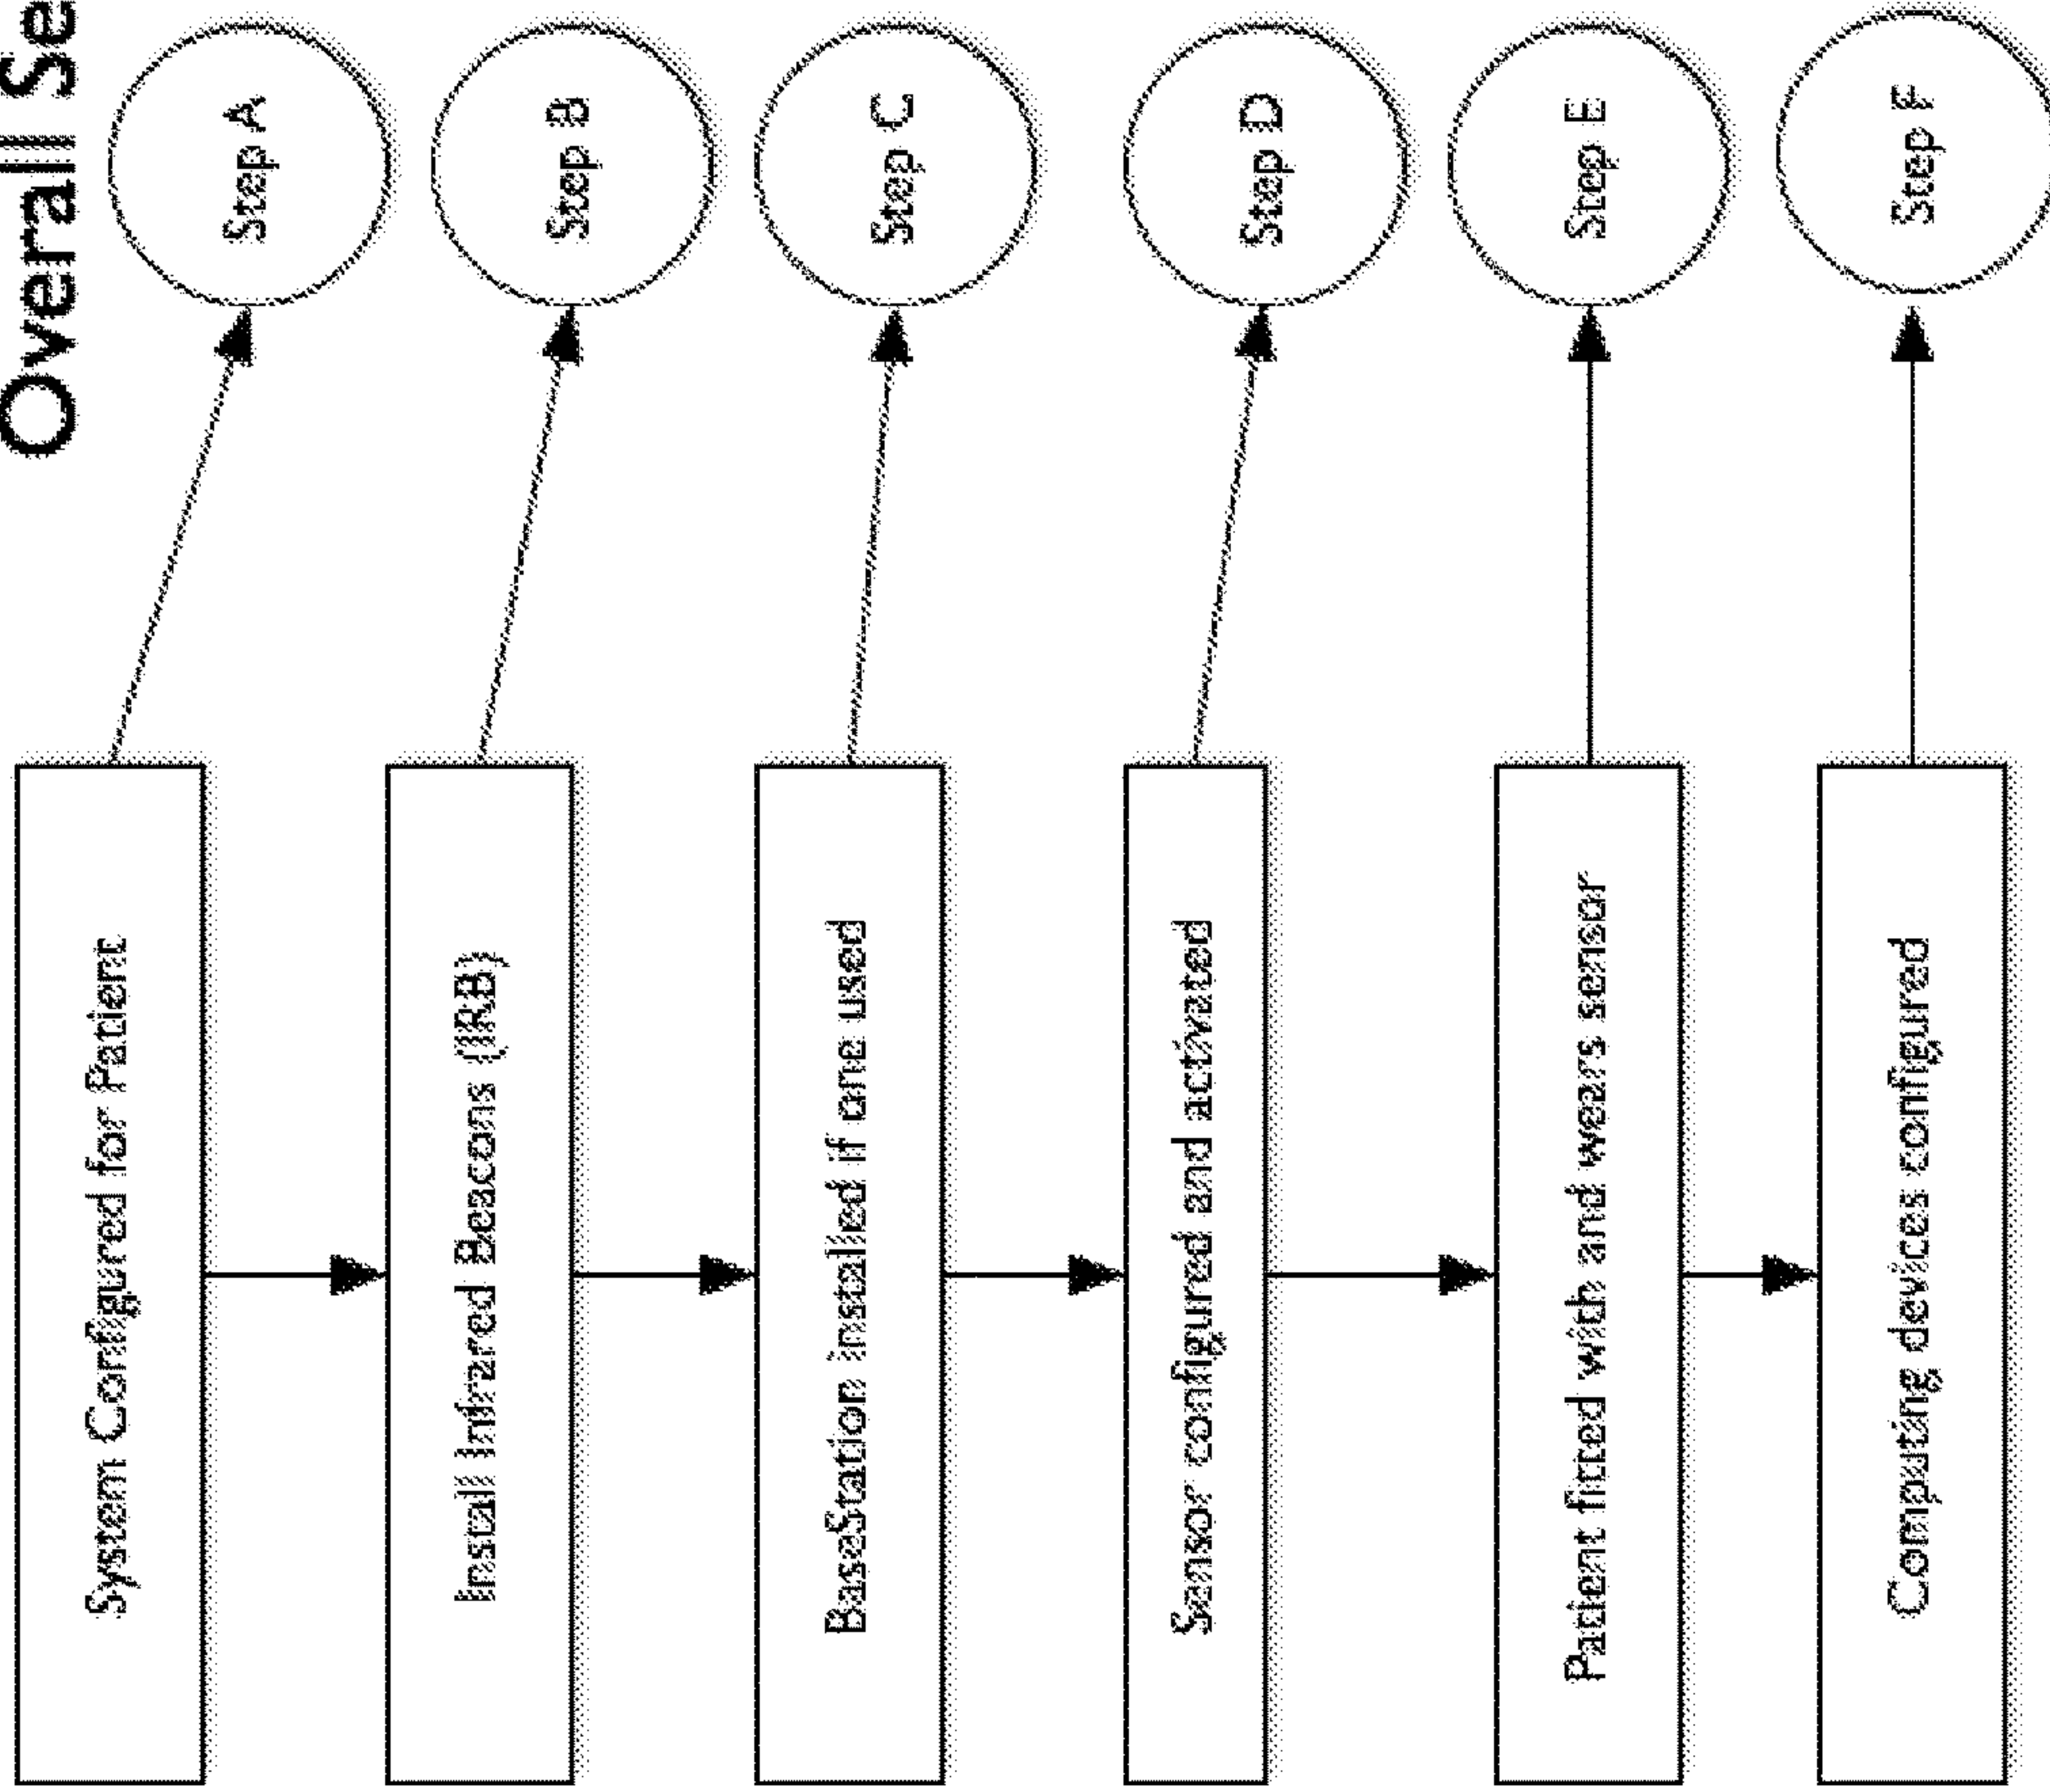 Overall Se
System Configured for Patient
Step A
Install Infrared Beacons (IRB)
Step B
BaseStation installed if one used
Step C
Sensor configured and activated
Step D
Patient fitted with and wears sensor
Step E
Computing devices configured
Step F